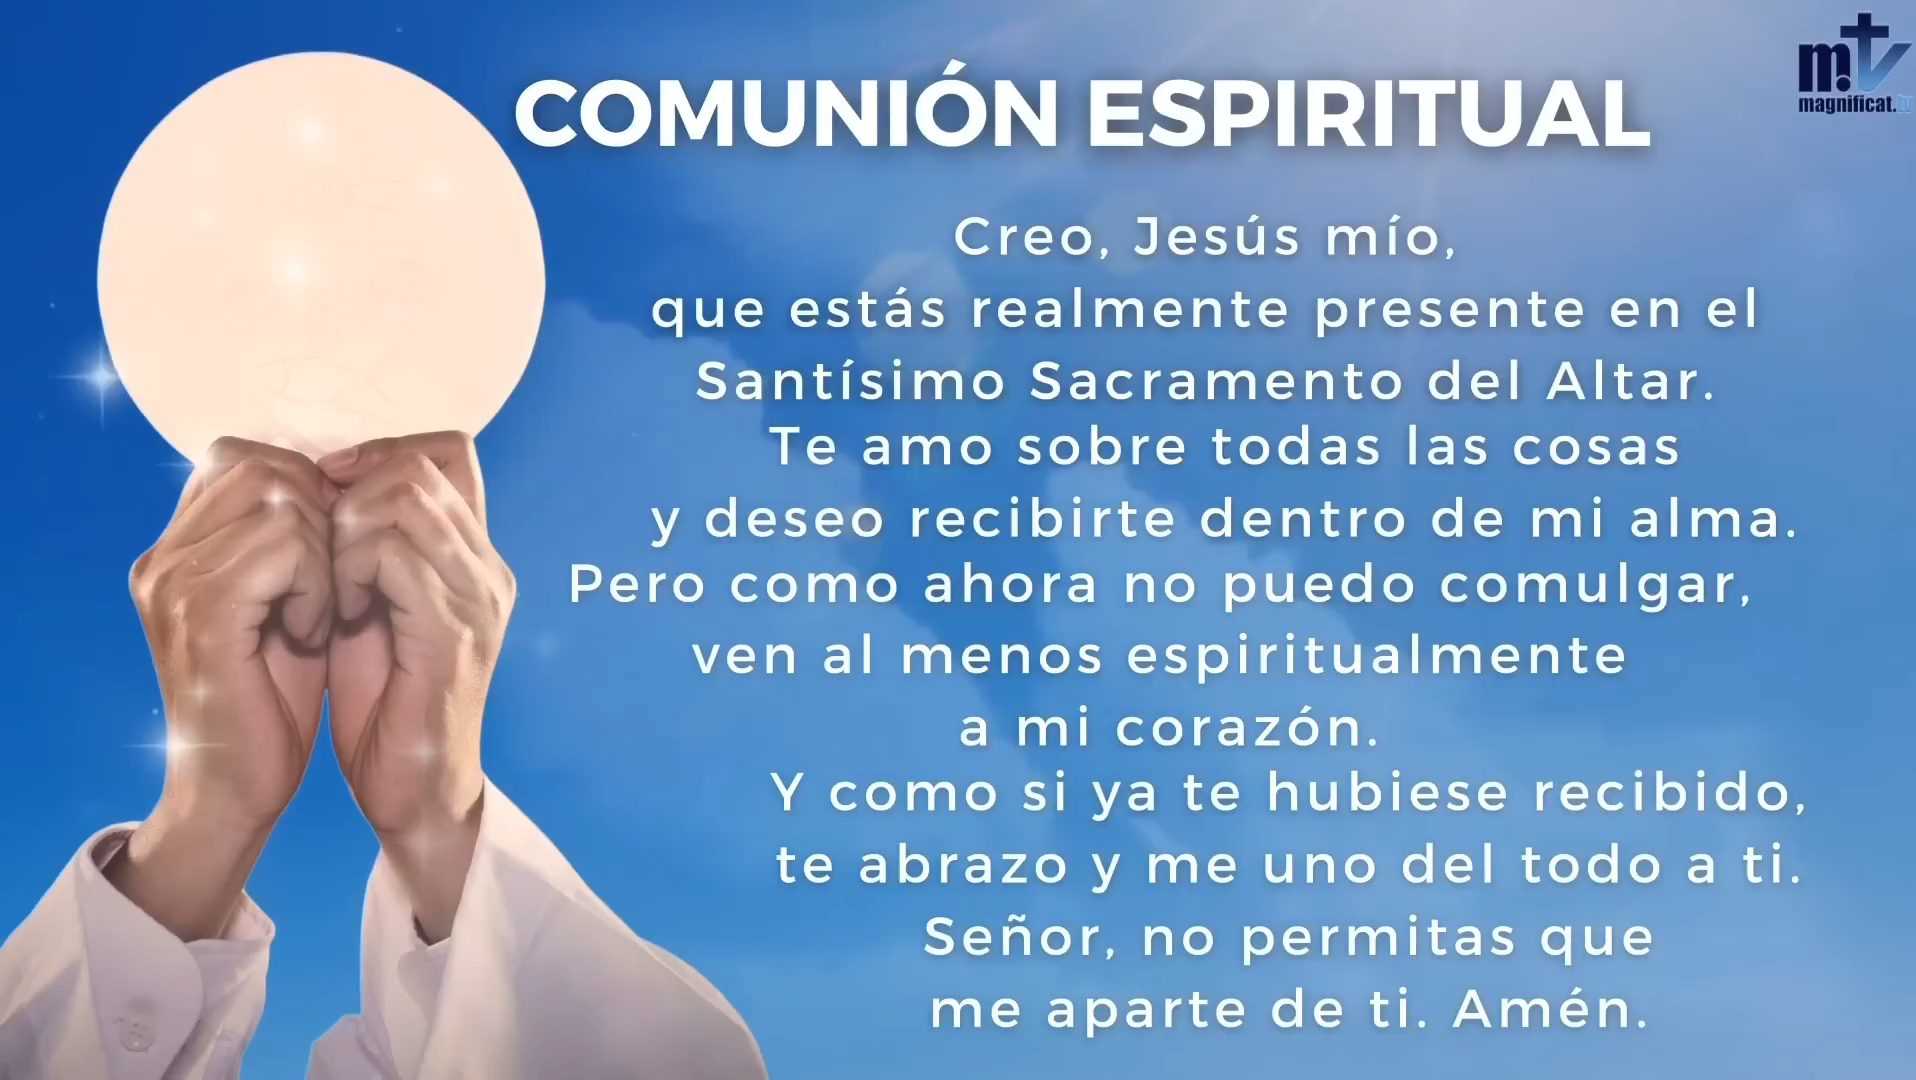 COMUNIÓN ESPIRITUAL
mtv
magnificat.tv
Creo, Jesús mío,
que estás realmente presente en el
Santísimo Sacramento del Altar.
Te amo sobre todas las cosas
y deseo recibirte dentro de mi alma.
Pero como ahora no puedo comulgar,
ven al menos espiritualmente
a mi corazón.
Y como si ya te hubiese recibido,
te abrazo y me uno del todo a ti.
Señor, no permitas que
me aparte de ti. Amén.